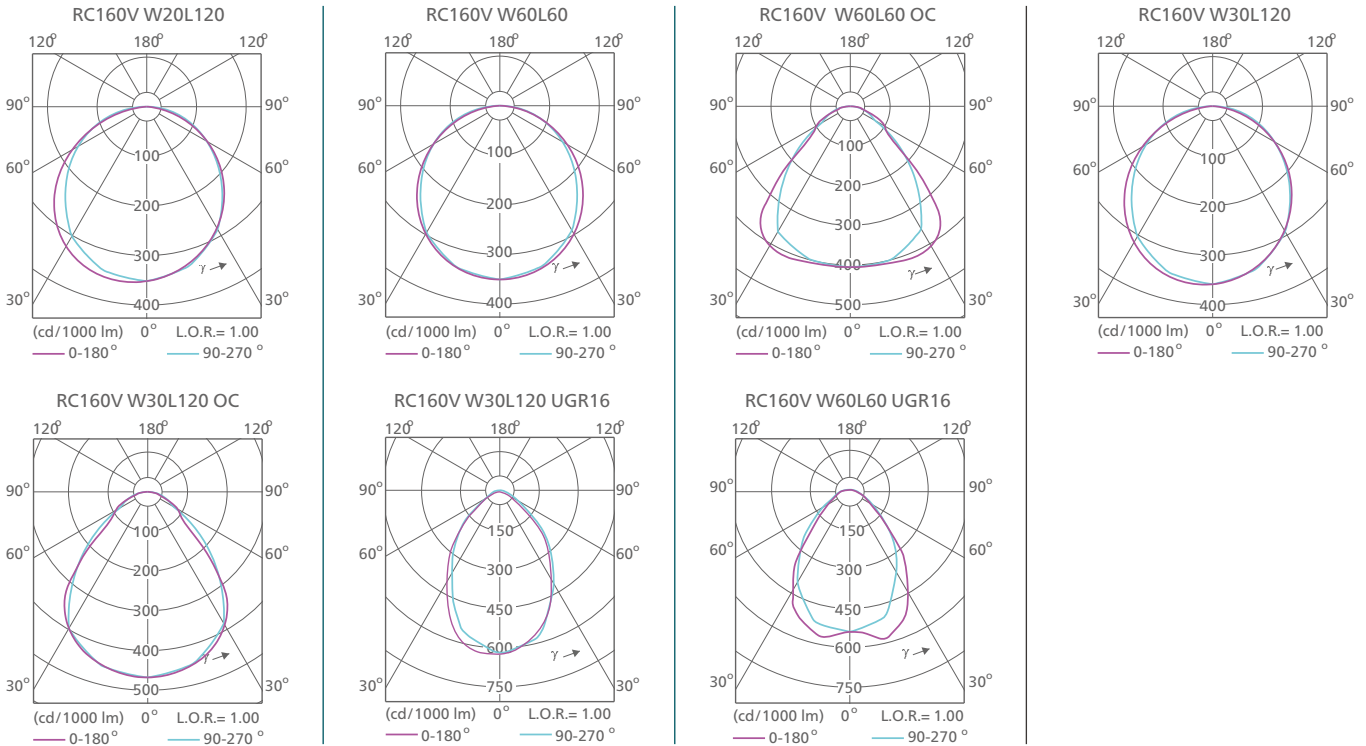 RC160V W20L120
120° 180° 120°
90° 90°
100
60° 60°
200
300
γ
30° 30°
400
(cd/1000 lm) 0° L.O.R.= 1.00
0-180° 90-270°
RC160V W60L60
120° 180° 120°
90° 90°
100
60° 60°
200
300
γ
30° 30°
400
(cd/1000 lm) 0° L.O.R.= 1.00
0-180° 90-270°
RC160V W60L60 OC
120° 180° 120°
90° 90°
100
60° 60°
200
300
400
γ
30° 30°
500
(cd/1000 lm) 0° L.O.R.= 1.00
0-180° 90-270°
RC160V W30L120
120° 180° 120°
90° 90°
100
60° 60°
200
300
γ
30° 30°
400
(cd/1000 lm) 0° L.O.R.= 1.00
0-180° 90-270°
RC160V W30L120 OC
120° 180° 120°
90° 90°
100
60° 60°
200
300
400
γ
30° 30°
500
(cd/1000 lm) 0° L.O.R.= 1.00
0-180° 90-270°
RC160V W30L120 UGR16
120° 180° 120°
90° 90°
150
60° 60°
300
450
600
γ
30° 30°
750
(cd/1000 lm) 0° L.O.R.= 1.00
0-180° 90-270°
RC160V W60L60 UGR16
120° 180° 120°
90° 90°
150
60° 60°
300
450
600
γ
30° 30°
750
(cd/1000 lm) 0° L.O.R.= 1.00
0-180° 90-270°